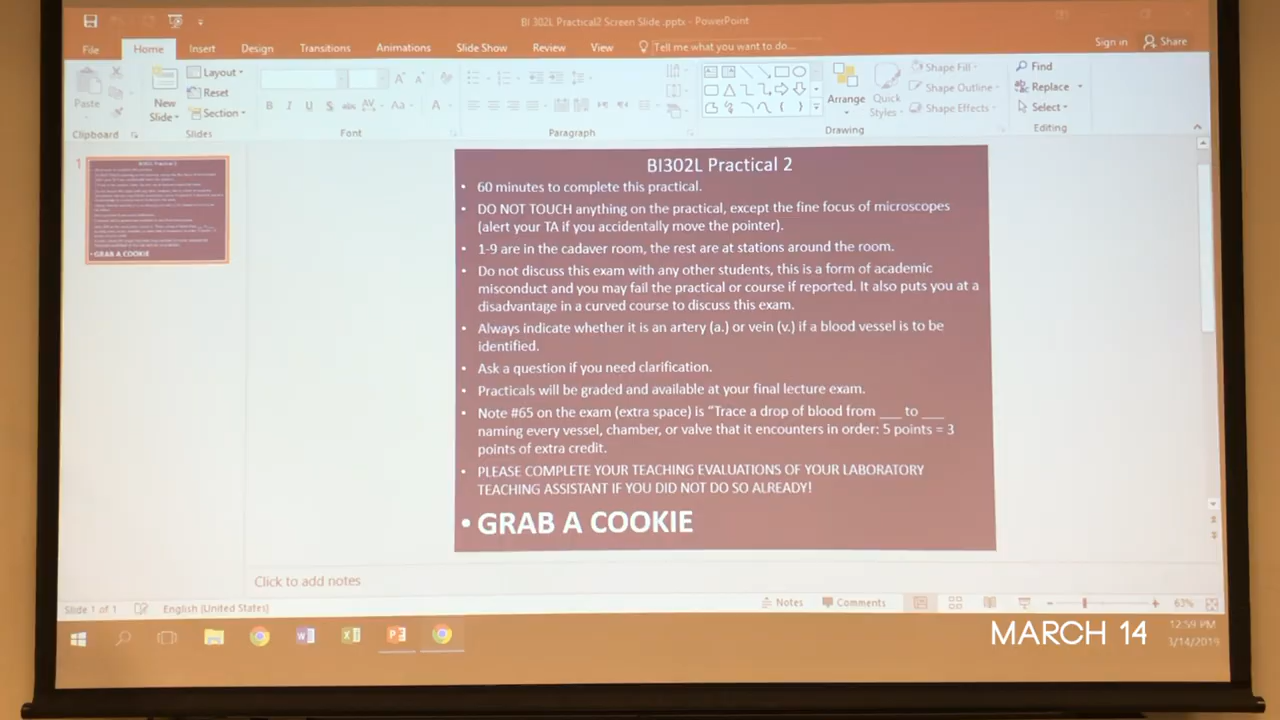 BI 302L Practical2 Screen Slide .pptx - PowerPoint
File Home Insert Design Transitions Animations Slide Show Review View Tell me what you want to do... Sign in Share
Paste
Clipboard
New Slide
Layout
Reset
Section
Slides
B I U S abc AV Aa A
Font
Paragraph
Arrange
Quick Styles
Shape Fill
Shape Outline
Shape Effects
Drawing
Find
Replace
Select
Editing
1
BI302L Practical 2
• GRAB A COOKIE
BI302L Practical 2
• 60 minutes to complete this practical.
• DO NOT TOUCH anything on the practical, except the fine focus of microscopes
(alert your TA if you accidentally move the pointer).
• 1-9 are in the cadaver room, the rest are at stations around the room.
• Do not discuss this exam with any other students, this is a form of academic
misconduct and you may fail the practical or course if reported. It also puts you at a
disadvantage in a curved course to discuss this exam.
• Always indicate whether it is an artery (a.) or vein (v.) if a blood vessel is to be
identified.
• Ask a question if you need clarification.
• Practicals will be graded and available at your final lecture exam.
• Note #65 on the exam (extra space) is "Trace a drop of blood from ___ to ___
naming every vessel, chamber, or valve that it encounters in order: 5 points = 3
points of extra credit.
• PLEASE COMPLETE YOUR TEACHING EVALUATIONS OF YOUR LABORATORY
TEACHING ASSISTANT IF YOU DID NOT DO SO ALREADY!
• GRAB A COOKIE
Click to add notes
Slide 1 of 1 English (United States) Notes Comments 63%
12:59 PM
3/14/2019
MARCH 14